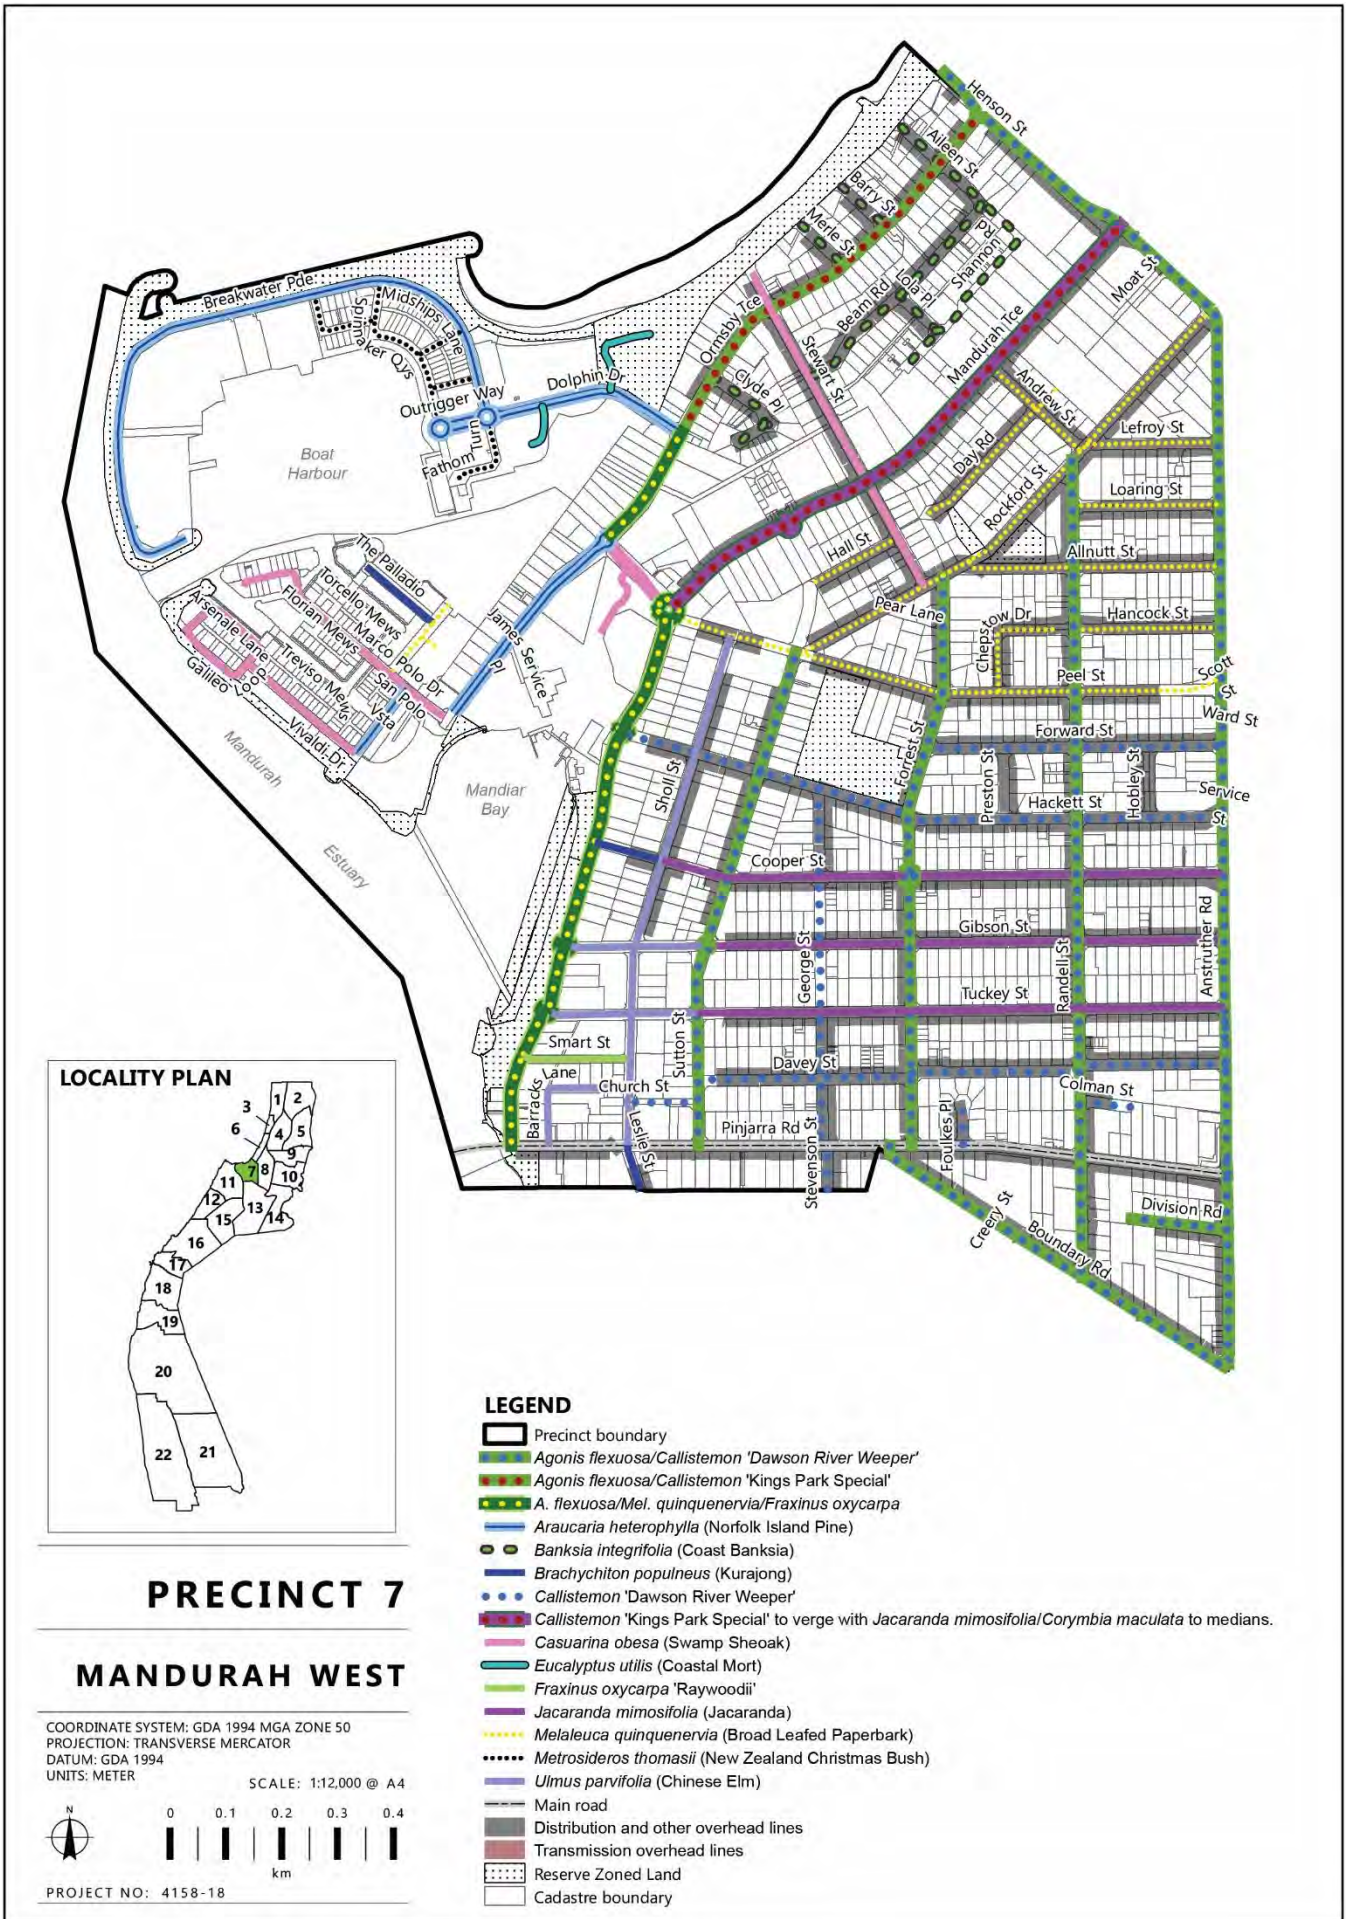 Henson St
Aileen St
Barry St
Merle St
Shannon
Rd
Lola Pl
Beam Rd
Moat St
Ormsby Tce
Mandurah Tce
Stewart St
Clyde Pl
Breakwater Pde
Midships Lane
Spinnaker Qys
Outrigger Way
Dolphin Dr
Fathom
Turn
Boat
Harbour
Andrew St
Lefroy St
Day Rd
Rockford St
Loaring St
Hall St
Allnutt St
Pear Lane
Chepstow Dr
Hancock St
The Palladio
Torcello Mews
Florian Mews
Marco Polo Dr
Arsenale Lane
Treviso Mews
San Polo
Vsta
Galileo
Loop
Vivaldi Dr
James Service
Pl
Peel St
Scott
St
Ward St
Forrest St
Forward St
Mandurah
Estuary
Mandjar
Bay
Sholl St
Preston St
Hackett St
Hobley St
Service
St
Cooper St
Gibson St
George St
Randell St
Anstruther Rd
Tuckey St
Smart St
Sutton St
Davey St
Barracks
Lane
Church St
Colman St
Leslie St
Pinjarra Rd
Stevenson St
Foulkes Pl
Creery St
Boundary Rd
Division Rd
LOCALITY PLAN
1
2
3
4
5
6
7
8
9
10
11
12
13
14
15
16
17
18
19
20
21
22
PRECINCT 7
MANDURAH WEST
COORDINATE SYSTEM: GDA 1994 MGA ZONE 50
PROJECTION: TRANSVERSE MERCATOR
DATUM: GDA 1994
UNITS: METER
SCALE: 1:12,000 @ A4
N
0 0.1 0.2 0.3 0.4
km
PROJECT NO: 4158-18
LEGEND
Precinct boundary
Agonis flexuosa/Callistemon 'Dawson River Weeper'
Agonis flexuosa/Callistemon 'Kings Park Special'
A. flexuosa/Mel. quinquenervia/Fraxinus oxycarpa
Araucaria heterophylla (Norfolk Island Pine)
Banksia integrifolia (Coast Banksia)
Brachychiton populneus (Kurajong)
Callistemon 'Dawson River Weeper'
Callistemon 'Kings Park Special' to verge with Jacaranda mimosifolia/Corymbia maculata to medians.
Casuarina obesa (Swamp Sheoak)
Eucalyptus utilis (Coastal Mort)
Fraxinus oxycarpa 'Raywoodii'
Jacaranda mimosifolia (Jacaranda)
Melaleuca quinquenervia (Broad Leafed Paperbark)
Metrosideros thomasii (New Zealand Christmas Bush)
Ulmus parvifolia (Chinese Elm)
Main road
Distribution and other overhead lines
Transmission overhead lines
Reserve Zoned Land
Cadastre boundary